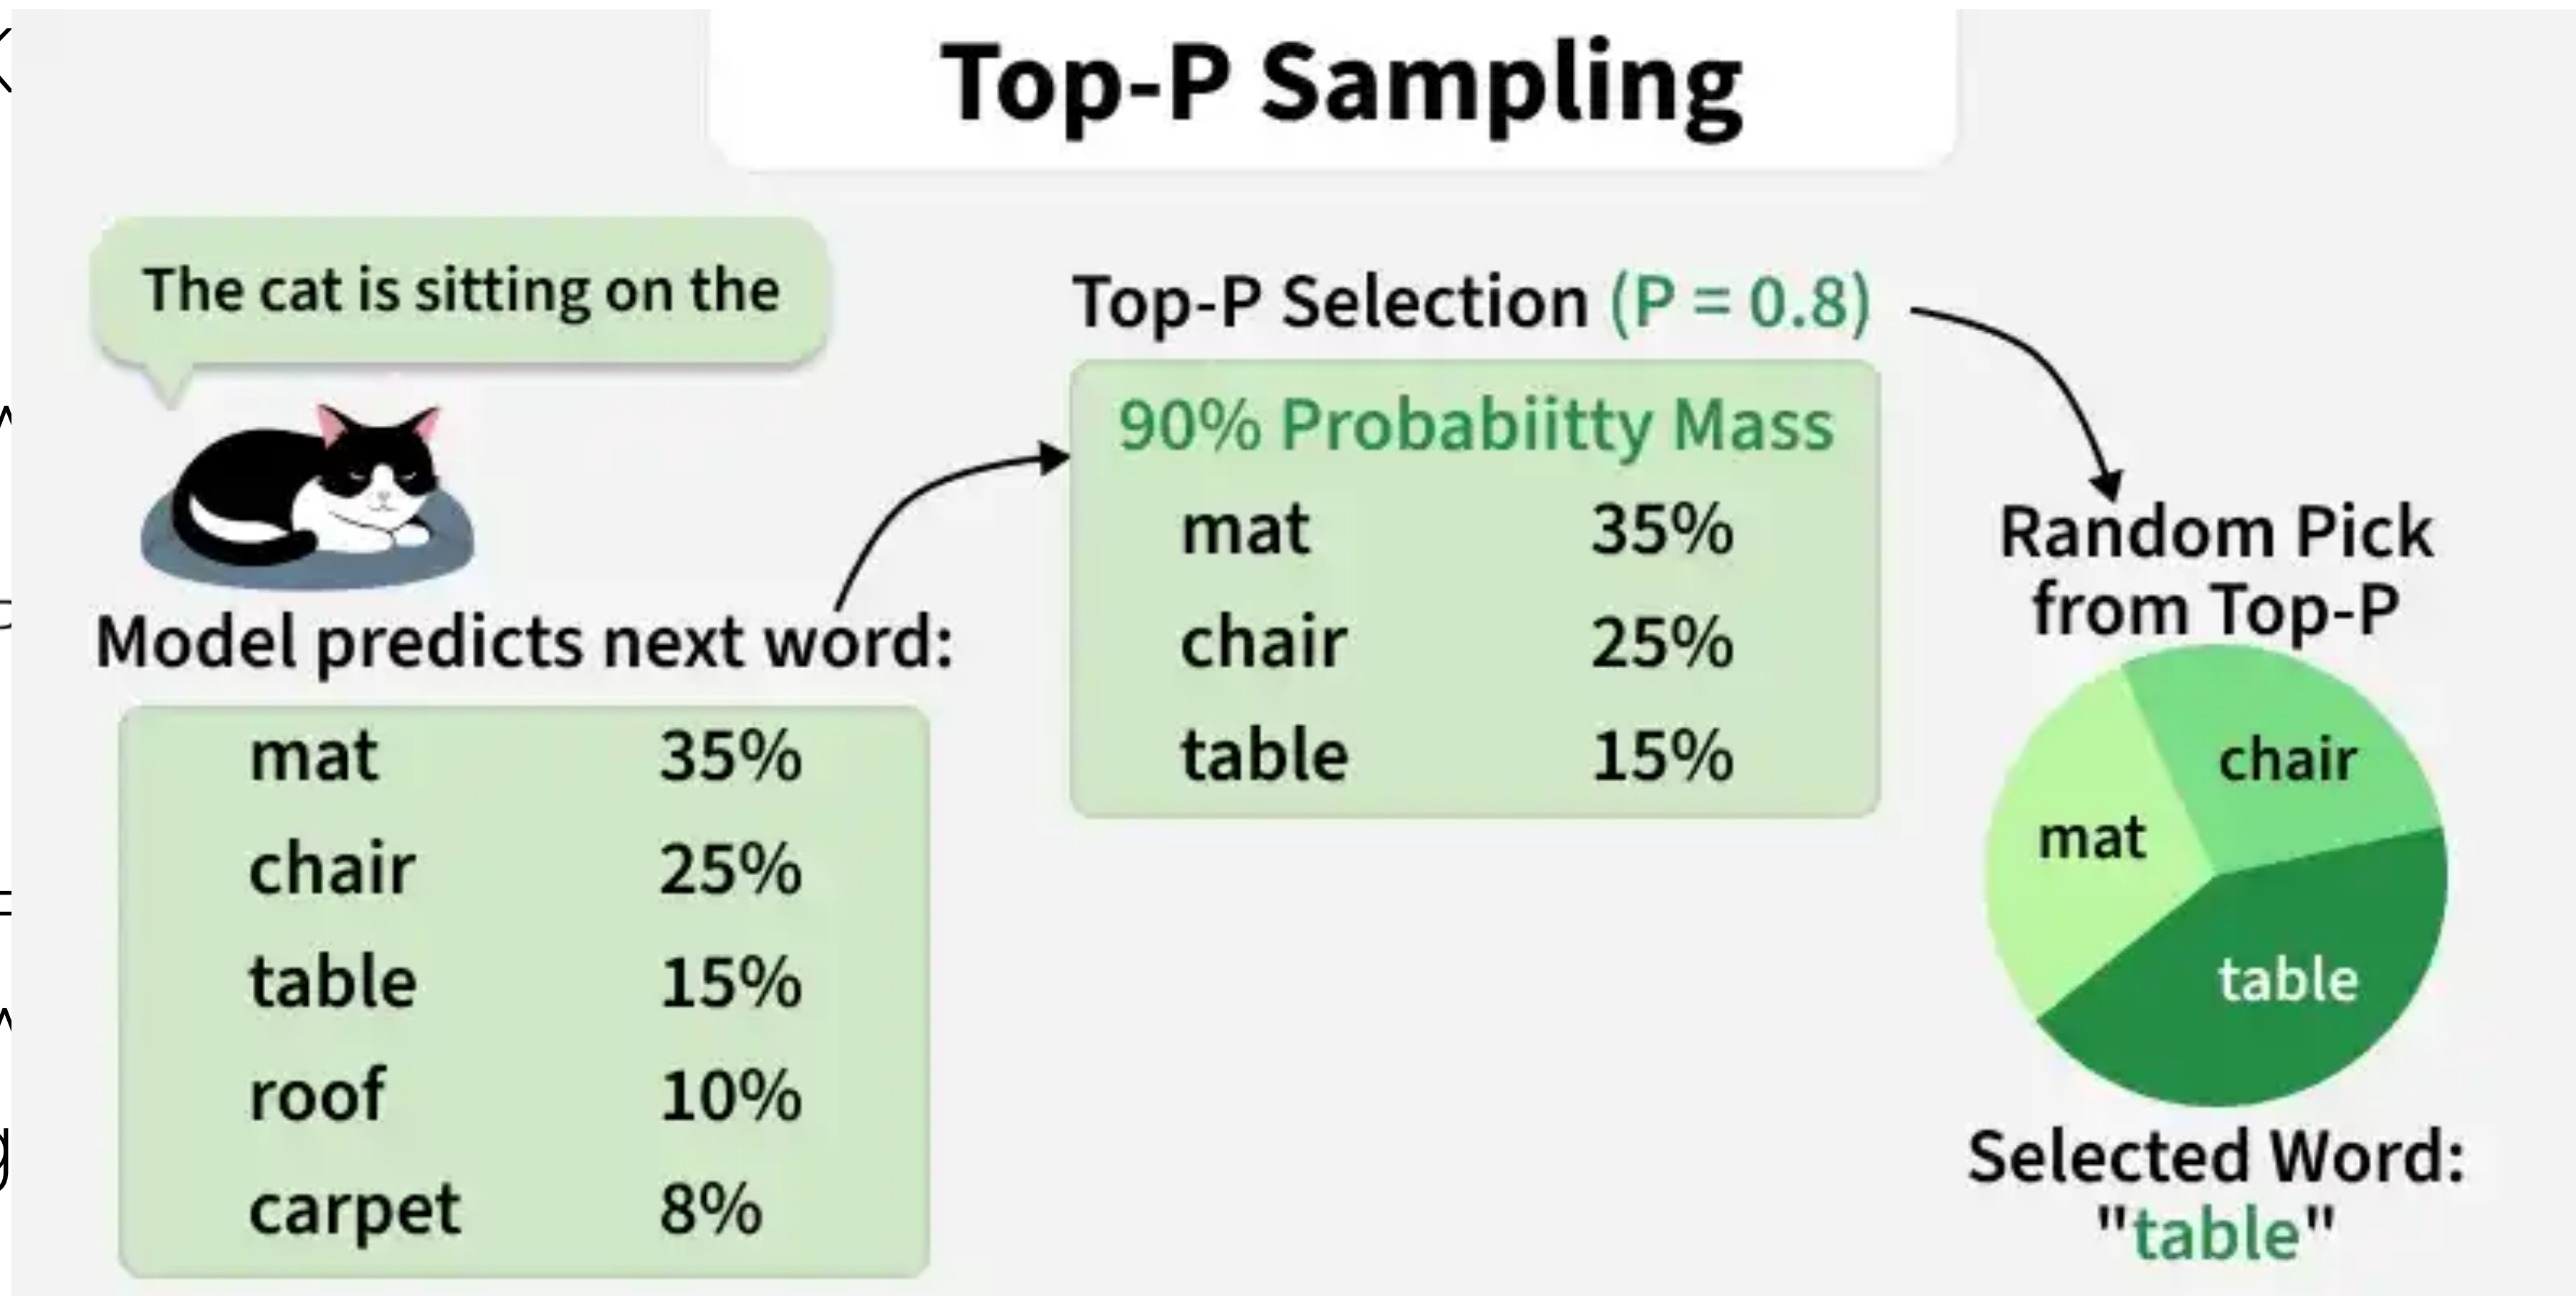 Top-P Sampling
The cat is sitting on the
Model predicts next word:
mat 35%
chair 25%
table 15%
roof 10%
carpet 8%
Top-P Selection (P = 0.8)
90% Probabiitty Mass
mat 35%
chair 25%
table 15%
Random Pick
from Top-P
chair
mat
table
Selected Word:
"table"